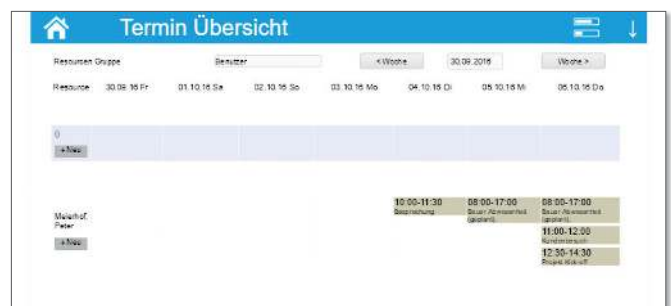 Termin Übersicht
Resourcen Gruppe Benutzer < Woche 30.09.2016 Woche >
Resource 30.09.16 Fr 01.10.16 Sa 02.10.16 So 03.10.16 Mo 04.10.16 Di 05.10.16 Mi 06.10.16 Do
0
+Neu
10:00-11:30 08:00-17:00 08:00-17:00
Besprechung Bauer Abwesenheit Bauer Abwesenheit
(geplant). (geplant).
Meierhof,
Peter
11:00-12:00
Kundenbesuch
+Neu
12:30-14:30
Projekt Kick-off